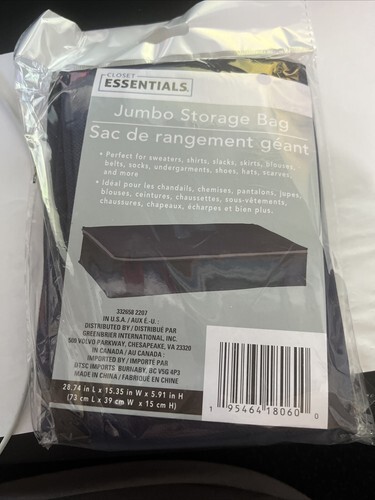 CLOSET
ESSENTIALS.
Jumbo Storage Bag
Sac de rangement géant
• Perfect for sweaters, shirts, slacks, skirts, blouses,
belts, socks, undergarments, shoes, hats, scarves
and more
• Idéal pour les chandails, chemises, pantalons, jupes,
blouses, ceintures, chaussettes, sous-vêtements,
chaussures, chapeaux, écharpes et bien plus.
332658 2207
IN U.S.A. / AUX É.-U. :
DISTRIBUTED BY / DISTRIBUÉ PAR
GREENBRIER INTERNATIONAL, INC.
500 VOLVO PARKWAY, CHESAPEAKE, VA 23320
IN CANADA / AU CANADA :
IMPORTED BY / IMPORTÉ PAR
DTSC IMPORTS BURNABY, BC V5G 4P3
MADE IN CHINA / FABRIQUÉ EN CHINE
28.74 in L x 15.35 in W x 5.91 in H
(73 cm L x 39 cm W x 15 cm H)
1 95464 18060 0